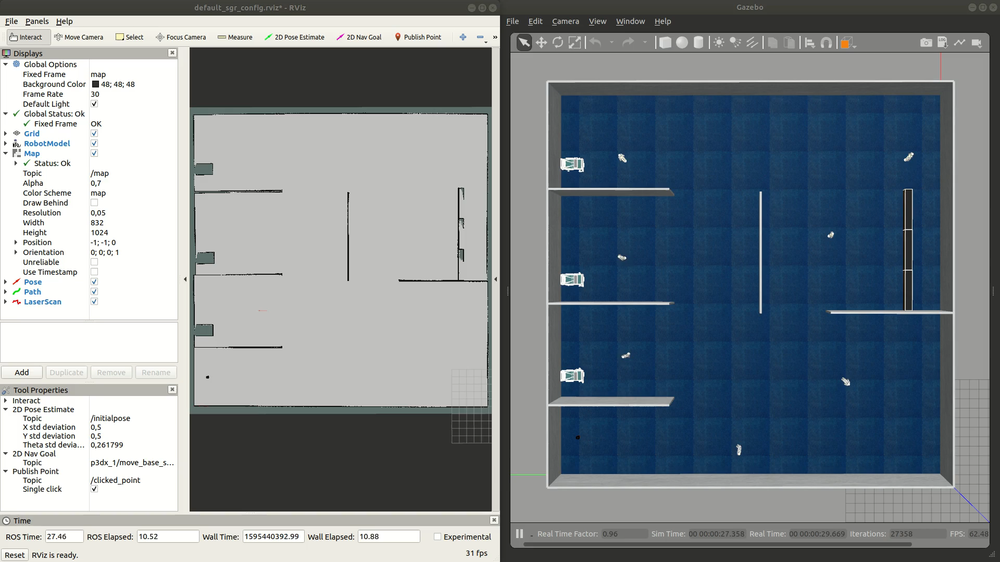 default_sgr_config.rviz* - RViz
File Panels Help
Interact Move Camera Select Focus Camera Measure 2D Pose Estimate 2D Nav Goal Publish Point »
Displays
Global Options
Fixed Frame map
Background Color 48; 48; 48
Frame Rate 30
Default Light
Global Status: Ok
Fixed Frame OK
Grid
RobotModel
Map
Status: Ok
Topic /map
Alpha 0,7
Color Scheme map
Draw Behind
Resolution 0,05
Width 832
Height 1024
Position -1; -1; 0
Orientation 0; 0; 0; 1
Unreliable
Use Timestamp
Pose
Path
LaserScan
Add Duplicate Remove Rename
Tool Properties
Interact
2D Pose Estimate
Topic /initialpose
X std deviation 0,5
Y std deviation 0,5
Theta std devia... 0,261799
2D Nav Goal
Topic p3dx_1/move_base_s...
Publish Point
Topic /clicked_point
Single click
Time
ROS Time: 27.46 ROS Elapsed: 10.52 Wall Time: 1595440392.99 Wall Elapsed: 10.88 Experimental
Reset RViz is ready. 31 fps
Gazebo
File Edit Camera View Window Help
LOG
Real Time Factor: 0.96 Sim Time: 00 00:00:27.358 Real Time: 00 00:00:29.669 Iterations: 27358 FPS: 62.48